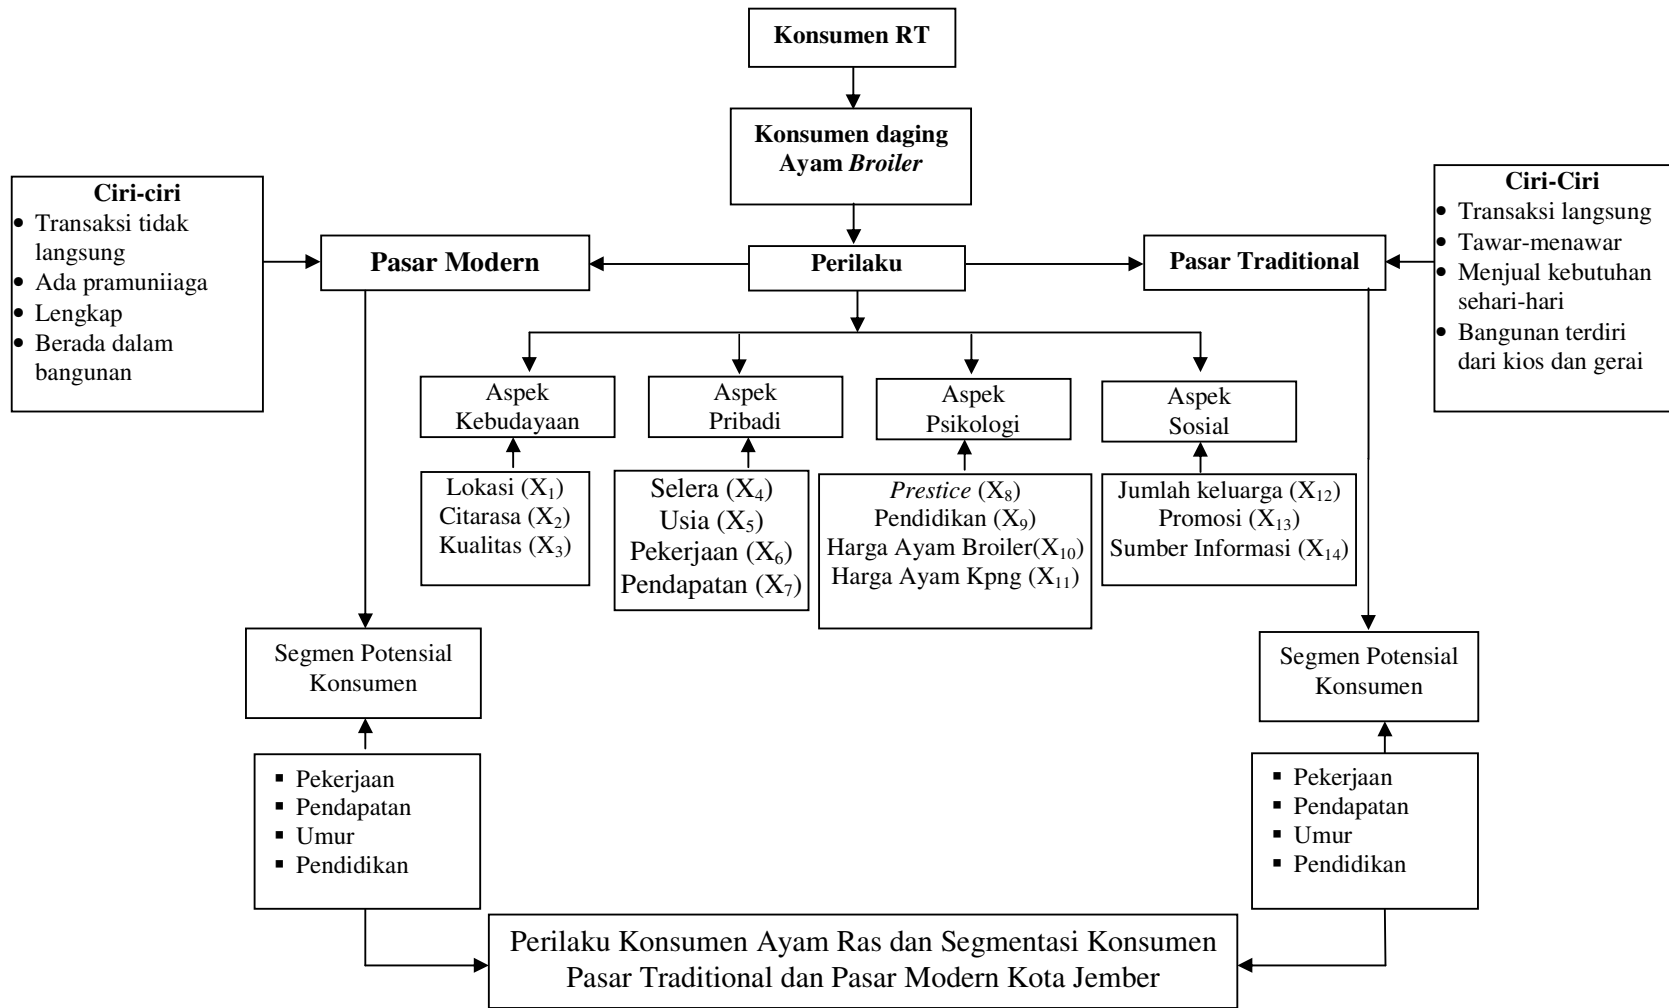 Konsumen RT
Konsumen daging
Ayam Broiler
Ciri-ciri
• Transaksi tidak
langsung
• Ada pramuniiaga
• Lengkap
• Berada dalam
bangunan
Pasar Modern
Perilaku
Pasar Traditional
Ciri-Ciri
• Transaksi langsung
• Tawar-menawar
• Menjual kebutuhan
sehari-hari
• Bangunan terdiri
dari kios dan gerai
Aspek
Kebudayaan
Aspek
Pribadi
Aspek
Psikologi
Aspek
Sosial
Lokasi (X₁)
Citarasa (X₂)
Kualitas (X₃)
Selera (X₄)
Usia (X₅)
Pekerjaan (X₆)
Pendapatan (X₇)
Prestice (X₈)
Pendidikan (X₉)
Harga Ayam Broiler(X₁₀)
Harga Ayam Kpng (X₁₁)
Jumlah keluarga (X₁₂)
Promosi (X₁₃)
Sumber Informasi (X₁₄)
Segmen Potensial
Konsumen
Segmen Potensial
Konsumen
▪ Pekerjaan
▪ Pendapatan
▪ Umur
▪ Pendidikan
▪ Pekerjaan
▪ Pendapatan
▪ Umur
▪ Pendidikan
Perilaku Konsumen Ayam Ras dan Segmentasi Konsumen
Pasar Traditional dan Pasar Modern Kota Jember